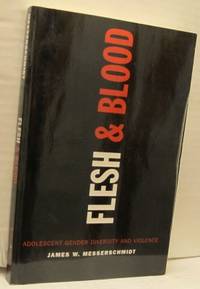 FLESH & BLOOD
ADOLESCENT GENDER DIVERSITY AND VIOLENCE
JAMES W. MESSERSCHMIDT